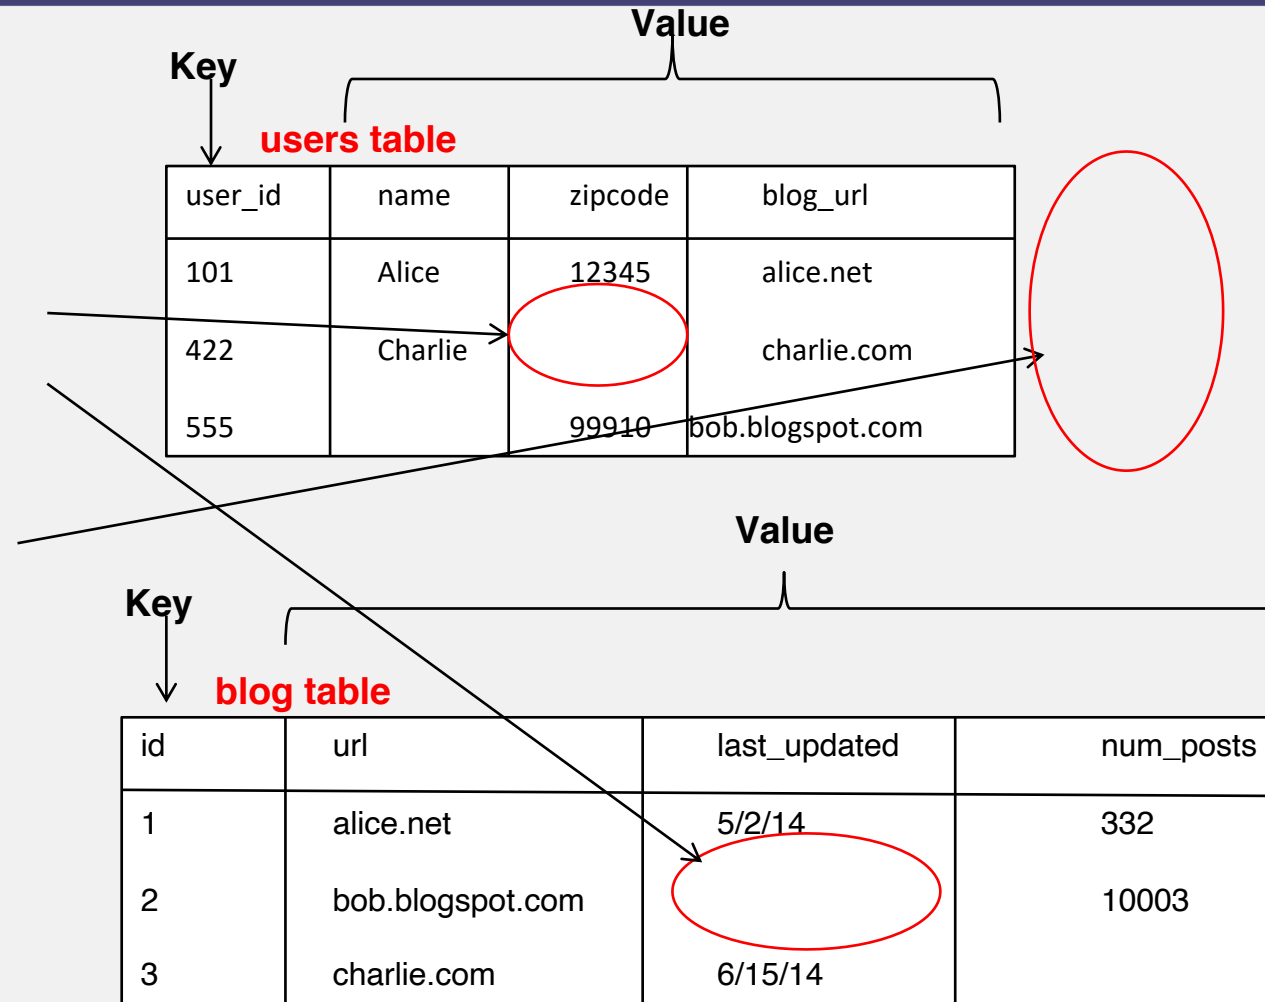 Value
Key
users table
user_id name zipcode blog_url
101 Alice 12345 alice.net
422 Charlie charlie.com
555 99910 bob.blogspot.com
Value
Key
blog table
id url last_updated num_posts
1 alice.net 5/2/14 332
2 bob.blogspot.com 10003
3 charlie.com 6/15/14